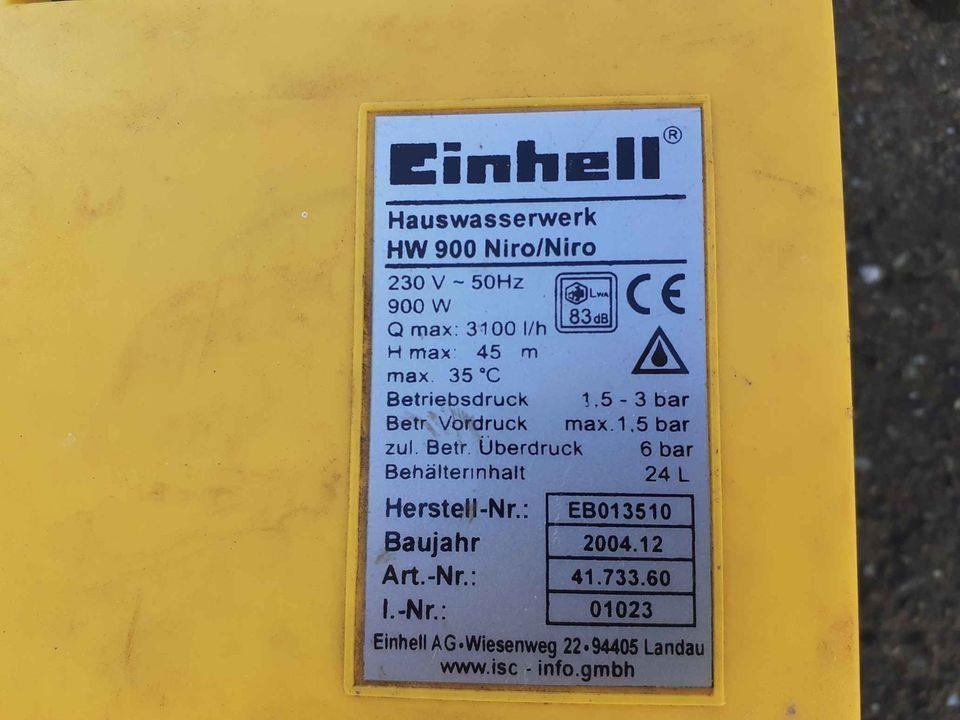 Einhell®
Hauswasserwerk
HW 900 Niro/Niro
230 V ~ 50Hz
900 W
LWA
83 dB
CE
Q max: 3100 l/h
H max: 45 m
max. 35 °C
Betriebsdruck 1,5 - 3 bar
Betr. Vordruck max.1,5 bar
zul. Betr. Überdruck 6 bar
Behälterinhalt 24 L
Herstell-Nr.: EB013510
Baujahr 2004.12
Art.-Nr.: 41.733.60
I.-Nr.: 01023
Einhell AG•Wiesenweg 22•94405 Landau
www.isc - info.gmbh